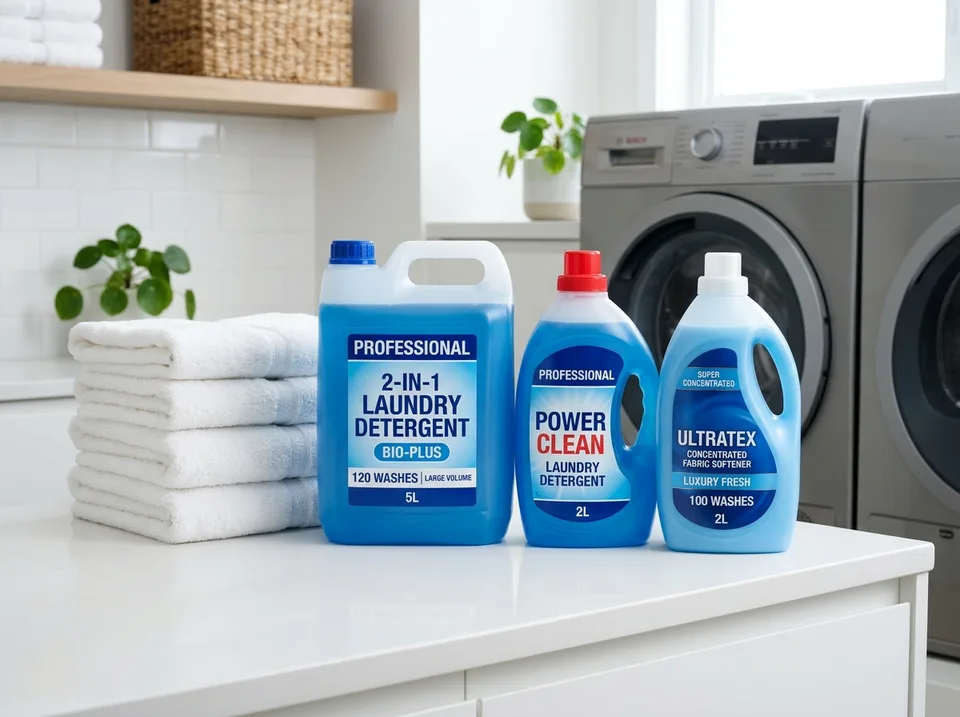 PROFESSIONAL
2-IN-1
LAUNDRY
DETERGENT
BIO-PLUS
120 WASHES | LARGE VOLUME
5L
PROFESSIONAL
POWER
CLEAN
LAUNDRY
DETERGENT
2L
SUPER
CONCENTRATED
ULTRATEX
CONCENTRATED
FABRIC SOFTENER
LUXURY FRESH
100 WASHES
2L
BOSCH